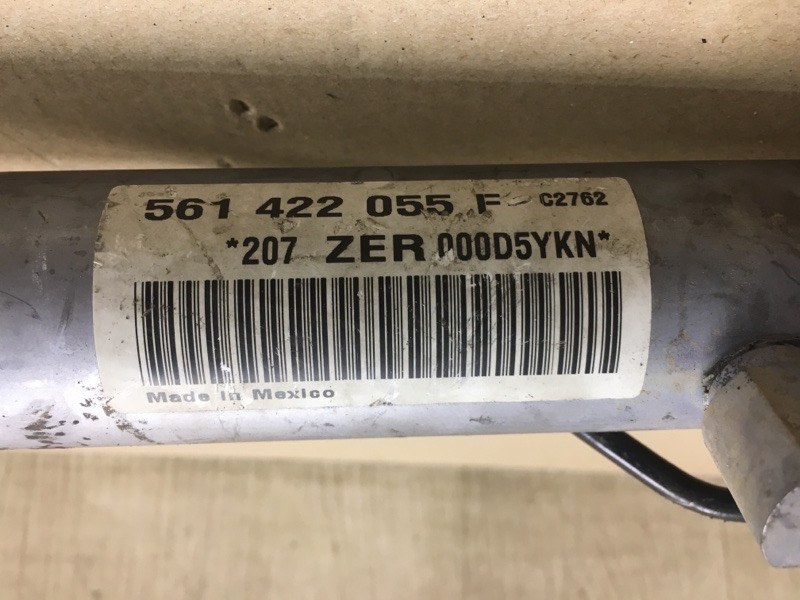 561 422 055 F C2762
*207 ZER 000D5YKN*
Made in Mexico